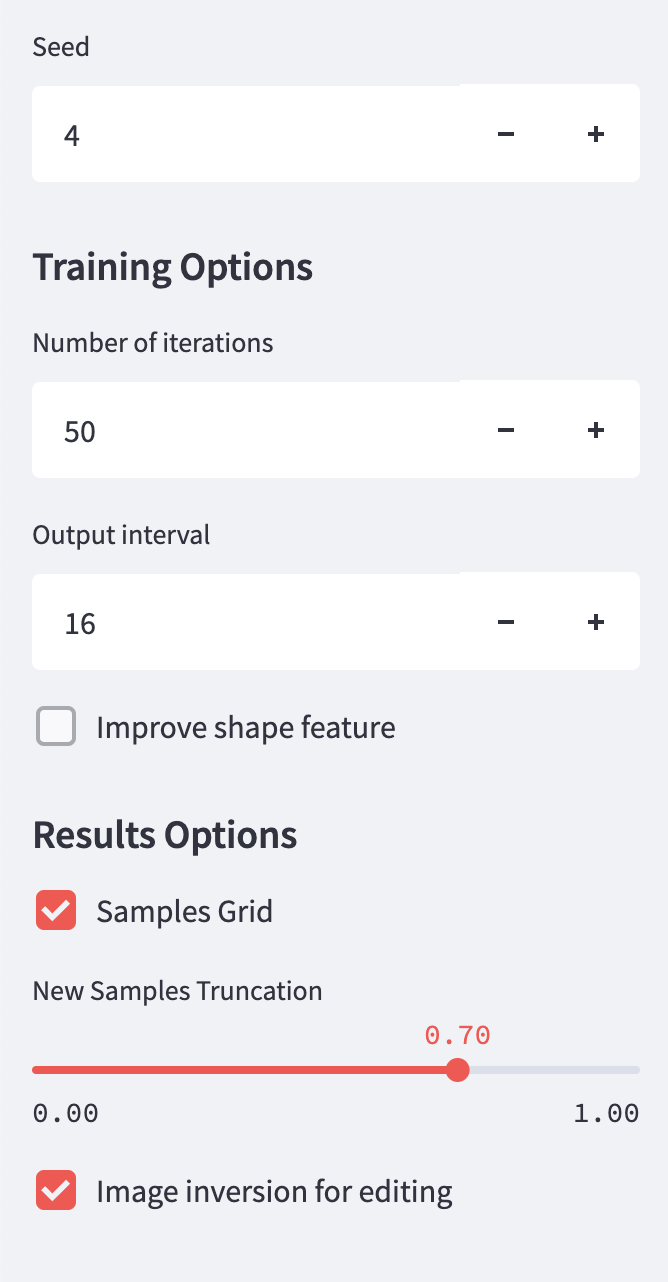 Seed
4
Training Options
Number of iterations
50
Output interval
16
Improve shape feature
Results Options
Samples Grid
New Samples Truncation
0.70
0.00 1.00
Image inversion for editing